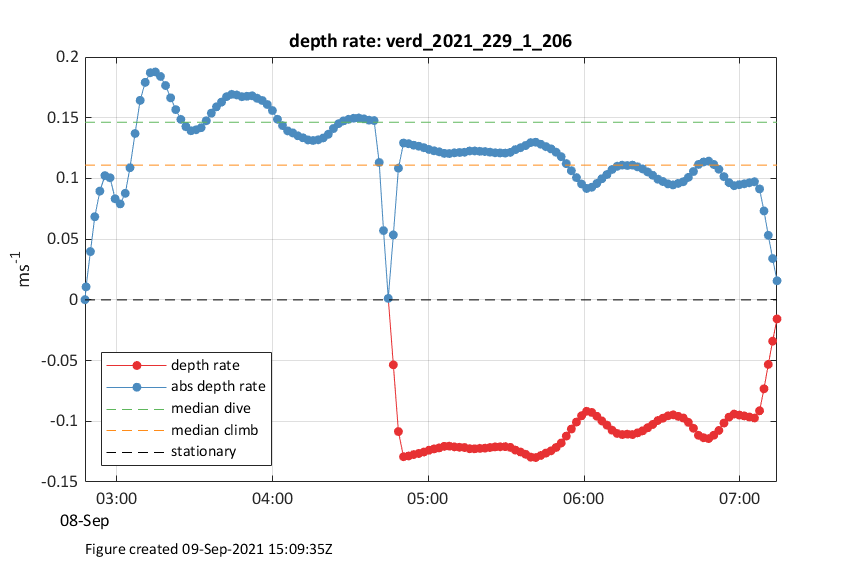 depth rate: verd_2021_229_1_206
0.2
0.15
0.1
0.05
0
-0.05
-0.1
-0.15
ms-1
depth rate
abs depth rate
median dive
median climb
stationary
03:00 04:00 05:00 06:00 07:00
08-Sep
Figure created 09-Sep-2021 15:09:35Z